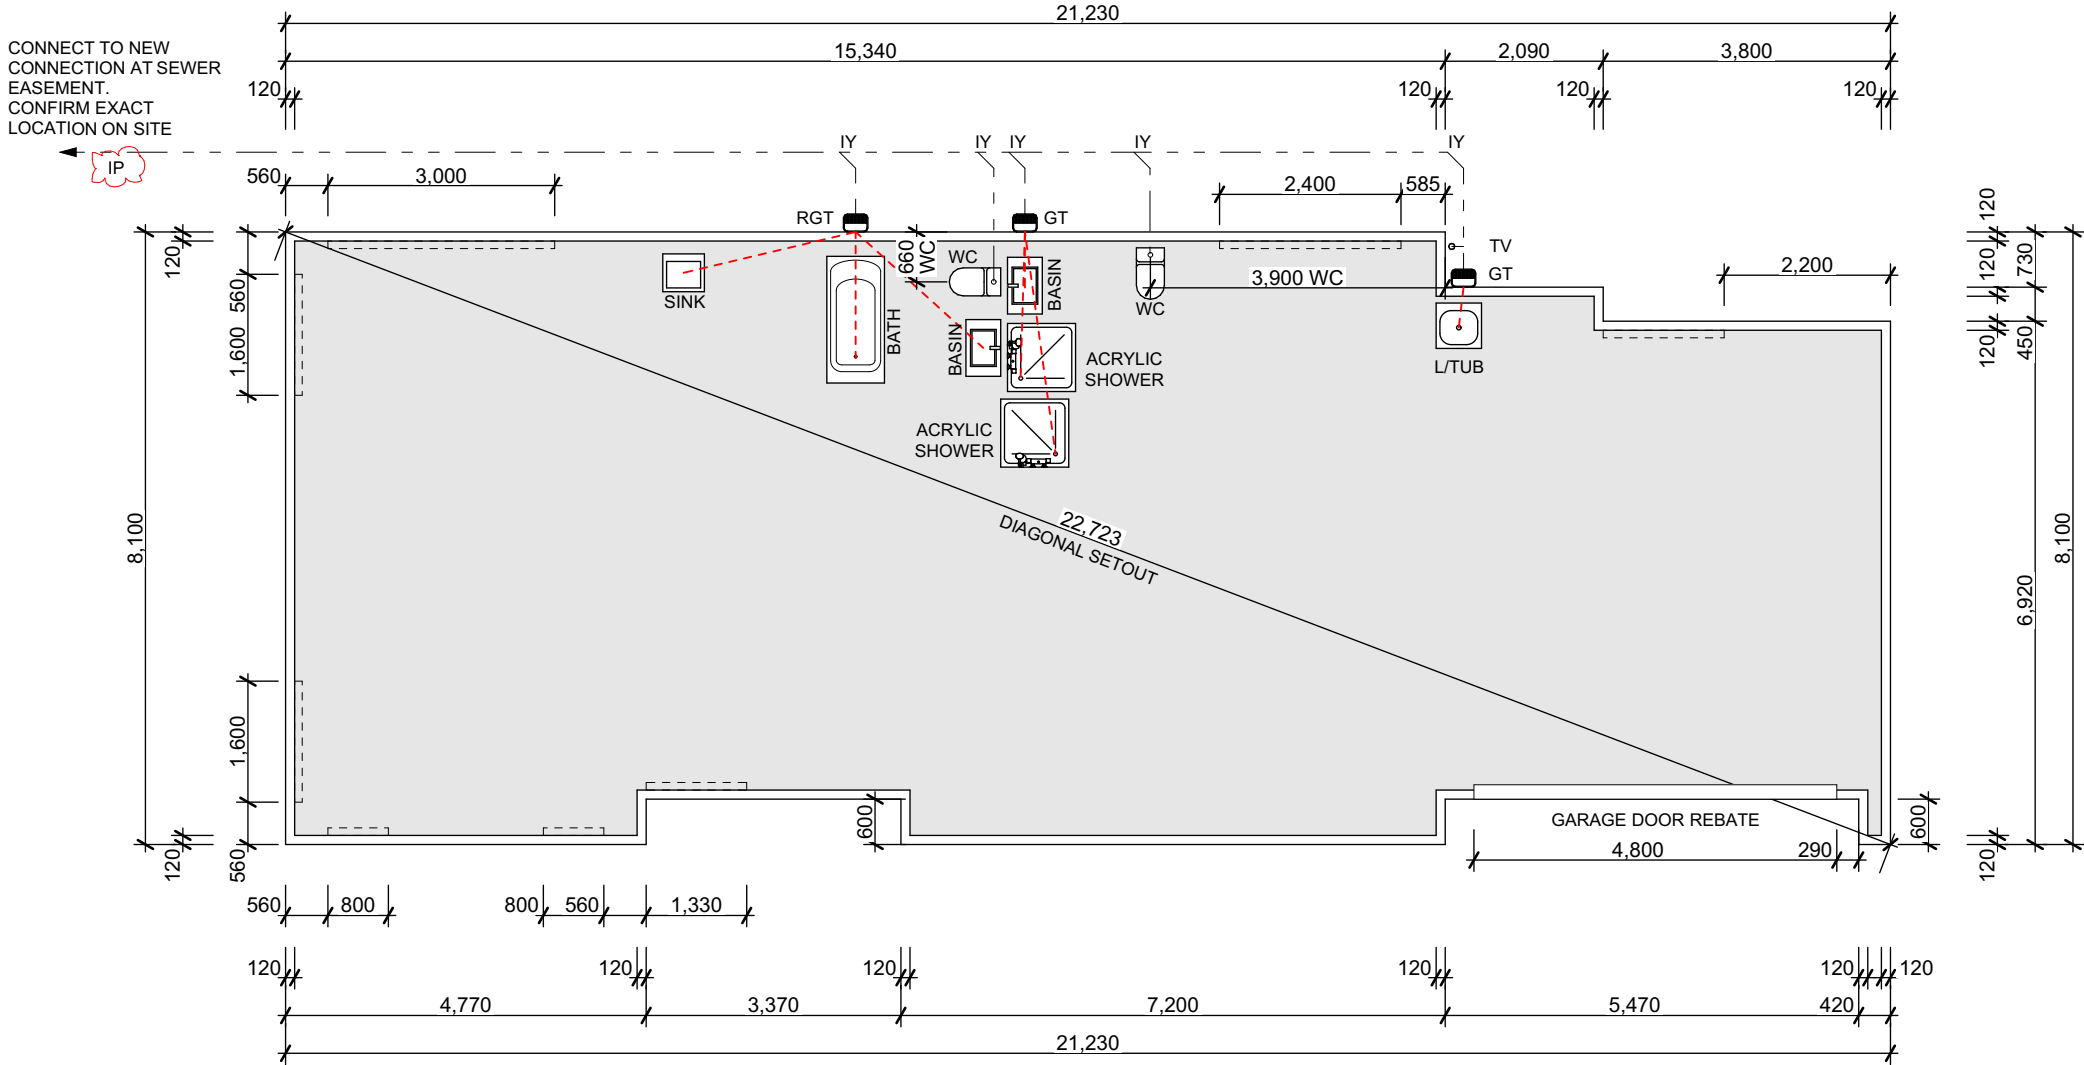 21,230
15,340
2,090
3,800
CONNECT TO NEW
CONNECTION AT SEWER
EASEMENT.
CONFIRM EXACT
LOCATION ON SITE
120
120
120
120
IY
IY
IY
IY
IY
IP
560
3,000
2,400
585
RGT
GT
TV
GT
120
730
120
450
120
2,200
120
560
1,600
660
WC
WC
BASIN
3,900 WC
WC
SINK
BATH
BASIN
ACRYLIC
SHOWER
L/TUB
ACRYLIC
SHOWER
22,723
DIAGONAL SETOUT
8,100
8,100
6,920
1,600
600
GARAGE DOOR REBATE
600
4,800
290
120
560
120
560
800
800
560
1,330
120
120
120
120
120
120
4,770
3,370
7,200
5,470
420
21,230